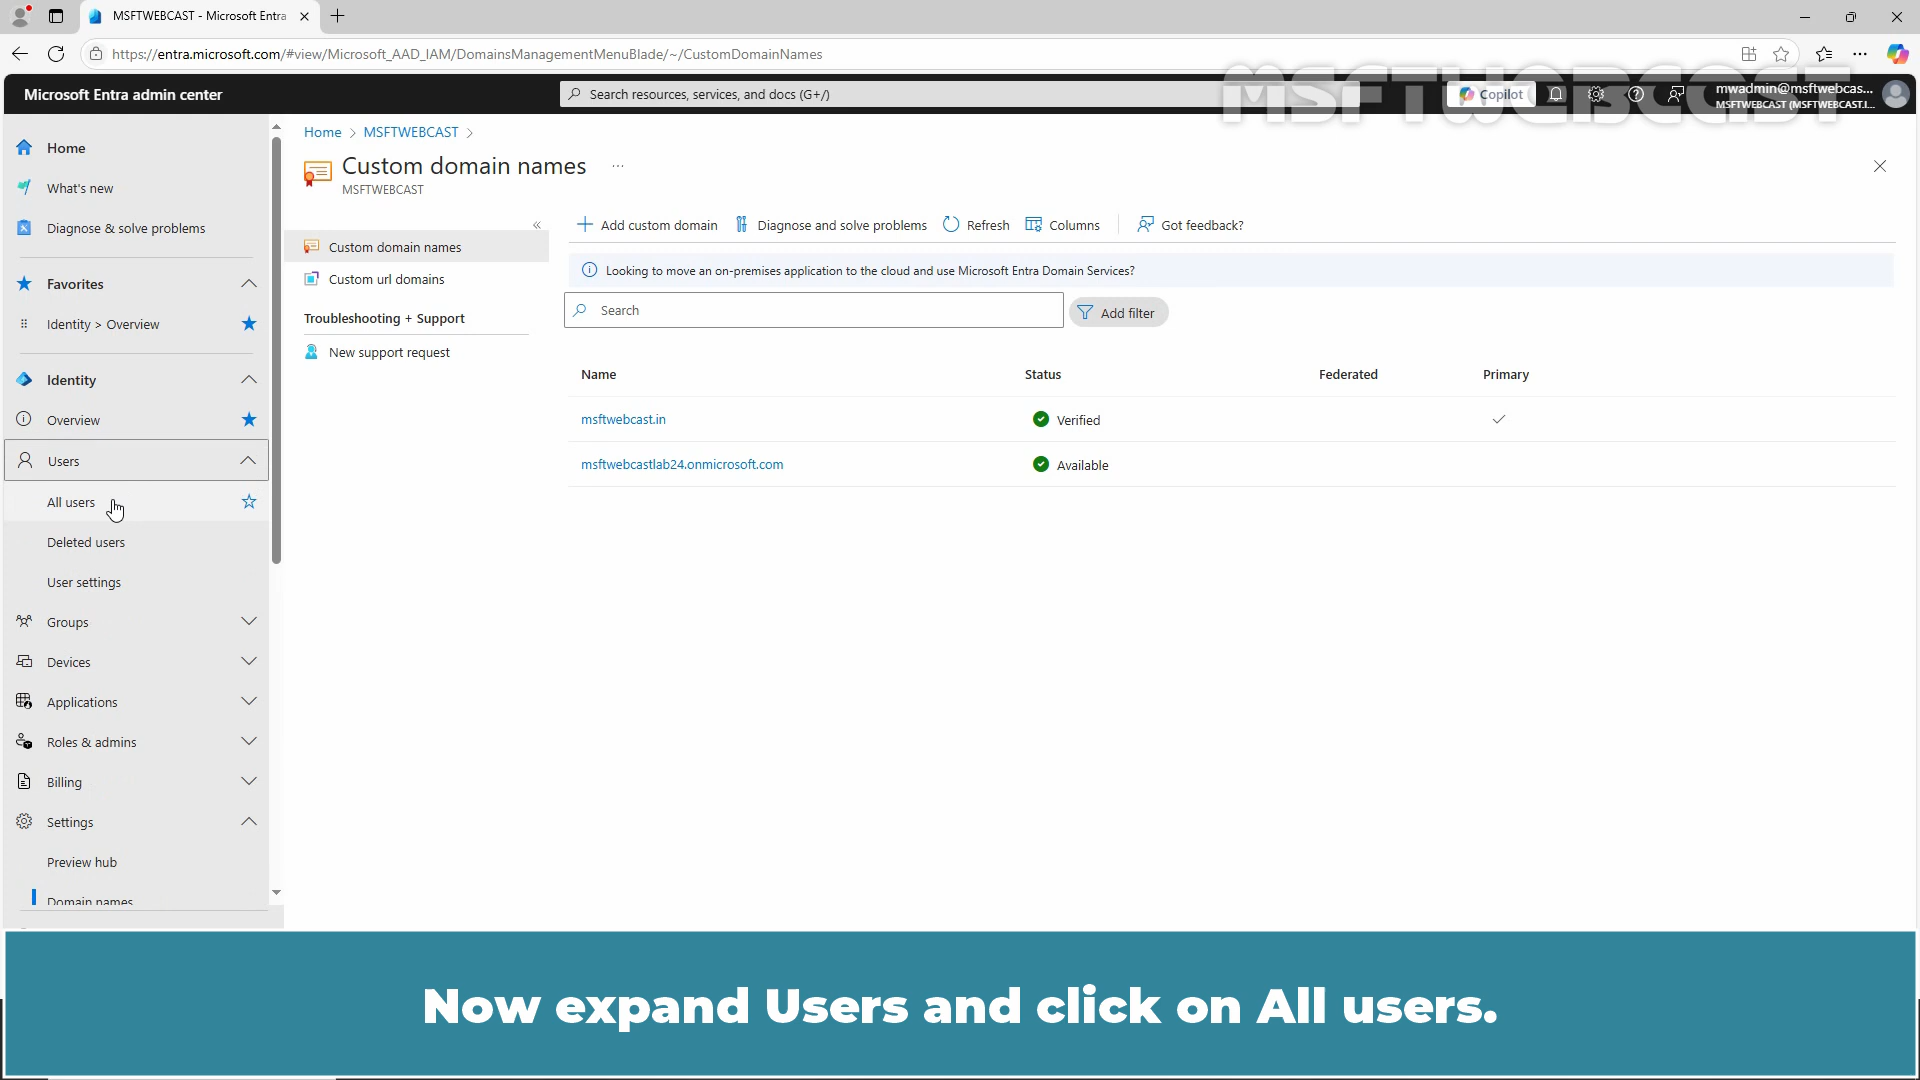 MSFTWEBCAST - Microsoft Entra
https://entra.microsoft.com/#view/Microsoft_AAD_IAM/DomainsManagementMenuBlade/~/CustomDomainNames
MSFTWEBCAST
Microsoft Entra admin center
Search resources, services, and docs (G+/)
Copilot
mwadmin@msftwebcas...
MSFTWEBCAST (MSFTWEBCAST.I...
Home
What's new
Diagnose & solve problems
Favorites
Identity > Overview
Identity
Overview
Users
All users
Deleted users
User settings
Groups
Devices
Applications
Roles & admins
Billing
Settings
Preview hub
Domain names
Home > MSFTWEBCAST >
Custom domain names ...
MSFTWEBCAST
Custom domain names
Custom url domains
Troubleshooting + Support
New support request
Add custom domain Diagnose and solve problems Refresh Columns Got feedback?
Looking to move an on-premises application to the cloud and use Microsoft Entra Domain Services?
Search
Add filter
Name Status Federated Primary
msftwebcast.in Verified
msftwebcastlab24.onmicrosoft.com Available
Now expand Users and click on All users.